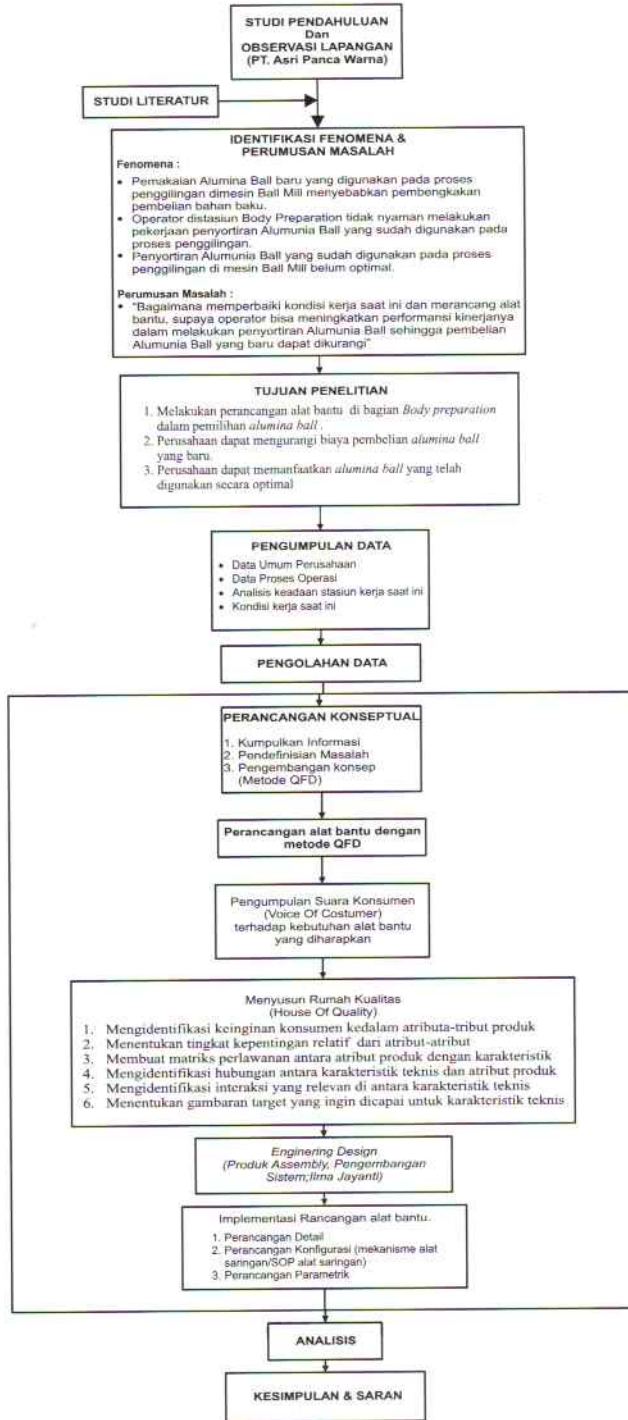 STUDI PENDAHULUAN
Dan
OBSERVASI LAPANGAN
(PT. Asri Panca Warna)
STUDI LITERATUR
IDENTIFIKASI FENOMENA &
PERUMUSAN MASALAH
Fenomena :
• Pemakaian Alumina Ball baru yang digunakan pada proses
penggilingan dimesin Ball Mill menyebabkan pembengkakan
pembelian bahan baku.
• Operator distasiun Body Preparation tidak nyaman melakukan
pekerjaan penyortiran Alumunia Ball yang sudah digunakan pada
proses penggilingan.
• Penyortiran Alumunia Ball yang sudah digunakan pada proses
penggilingan di mesin Ball Mill belum optimal.
Perumusan Masalah :
• "Bagaimana memperbaiki kondisi kerja saat ini dan merancang alat
bantu, supaya operator bisa meningkatkan performansi kinerjanya
dalam melakukan penyortiran Alumunia Ball sehingga pembelian
Alumunia Ball yang baru dapat dikurangi"
TUJUAN PENELITIAN
1. Melakukan perancangan alat bantu di bagian Body preparation
dalam pemilihan alumina ball .
2. Perusahaan dapat mengurangi biaya pembelian alumina ball
yang baru.
3. Perusahaan dapat memanfaatkan alumina ball yang telah
digunakan secara optimal
PENGUMPULAN DATA
• Data Umum Perusahaan
• Data Proses Operasi
• Analisis keadaan stasiun kerja saat ini
• Kondisi kerja saat ini
PENGOLAHAN DATA
PERANCANGAN KONSEPTUAL
1. Kumpulkan Informasi
2. Pendefinisian Masalah
3. Pengembangan konsep
(Metode QFD)
Perancangan alat bantu dengan
metode QFD
Pengumpulan Suara Konsumen
(Voice Of Costumer)
terhadap kebutuhan alat bantu
yang diharapkan
Menyusun Rumah Kualitas
(House Of Quality)
1. Mengidentifikasi keinginan konsumen kedalam atributa-tribut produk
2. Menentukan tingkat kepentingan relatif dari atribut-atribut
3. Membuat matriks perlawanan antara atribut produk dengan karakteristik
4. Mengidentifikasi hubungan antara karakteristik teknis dan atribut produk
5. Mengidentifikasi interaksi yang relevan di antara karakteristik teknis
6. Menentukan gambaran target yang ingin dicapai untuk karakteristik teknis
Enginering Design
(Produk Assembly, Pengembangan
Sistem;Ilma Jayanti)
Implementasi Rancangan alat bantu.
1. Perancangan Detail
2. Perancangan Konfigurasi (mekanisme alat
saringan/SOP alat saringan)
3. Perancangan Parametrik
ANALISIS
KESIMPULAN & SARAN